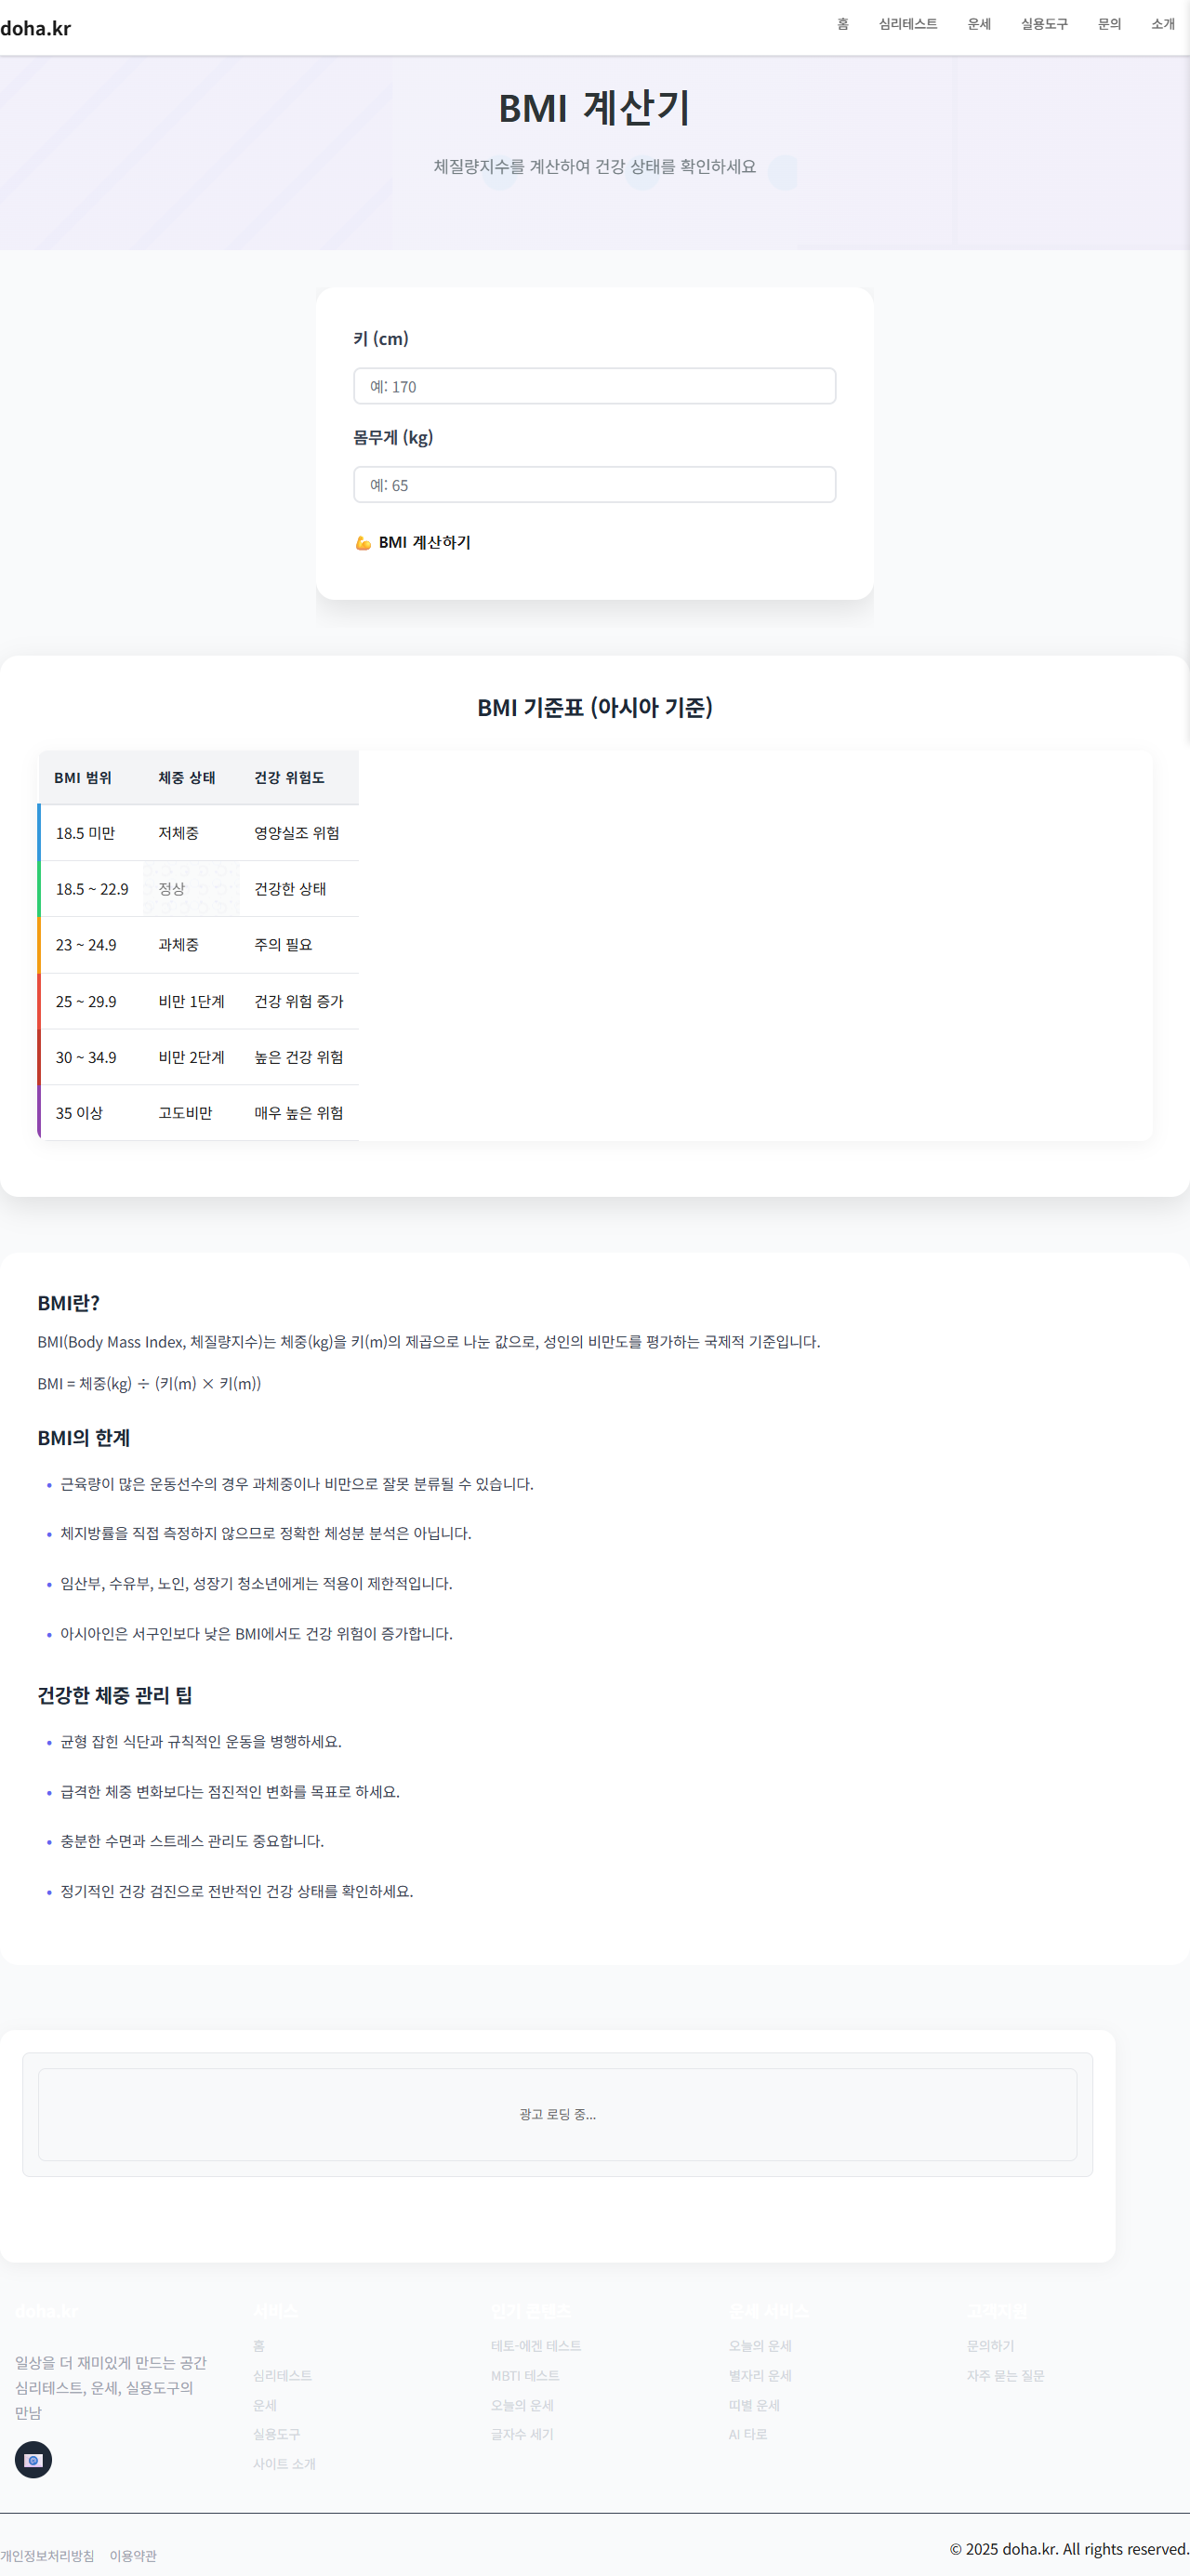 doha.kr
홈 심리테스트 운세 실용도구 문의 소개
BMI 계산기
체질량지수를 계산하여 건강 상태를 확인하세요
키 (cm)
예: 170
몸무게 (kg)
예: 65
💪 BMI 계산하기
BMI 기준표 (아시아 기준)
BMI 범위 체중 상태 건강 위험도
18.5 미만 저체중 영양실조 위험
18.5 ~ 22.9 정상 건강한 상태
23 ~ 24.9 과체중 주의 필요
25 ~ 29.9 비만 1단계 건강 위험 증가
30 ~ 34.9 비만 2단계 높은 건강 위험
35 이상 고도비만 매우 높은 위험
BMI란?
BMI(Body Mass Index, 체질량지수)는 체중(kg)을 키(m)의 제곱으로 나눈 값으로, 성인의 비만도를 평가하는 국제적 기준입니다.
BMI = 체중(kg) ÷ (키(m) × 키(m))
BMI의 한계
• 근육량이 많은 운동선수의 경우 과체중이나 비만으로 잘못 분류될 수 있습니다.
• 체지방률을 직접 측정하지 않으므로 정확한 체성분 분석은 아닙니다.
• 임산부, 수유부, 노인, 성장기 청소년에게는 적용이 제한적입니다.
• 아시아인은 서구인보다 낮은 BMI에서도 건강 위험이 증가합니다.
건강한 체중 관리 팁
• 균형 잡힌 식단과 규칙적인 운동을 병행하세요.
• 급격한 체중 변화보다는 점진적인 변화를 목표로 하세요.
• 충분한 수면과 스트레스 관리도 중요합니다.
• 정기적인 건강 검진으로 전반적인 건강 상태를 확인하세요.
광고 로딩 중...
doha.kr
일상을 더 재미있게 만드는 공간
심리테스트, 운세, 실용도구의
만남
서비스
홈
심리테스트
운세
실용도구
사이트 소개
인기 콘텐츠
테토-에겐 테스트
MBTI 테스트
오늘의 운세
글자수 세기
운세 서비스
오늘의 운세
별자리 운세
띠별 운세
AI 타로
고객지원
문의하기
자주 묻는 질문
개인정보처리방침 이용약관
© 2025 doha.kr. All rights reserved.